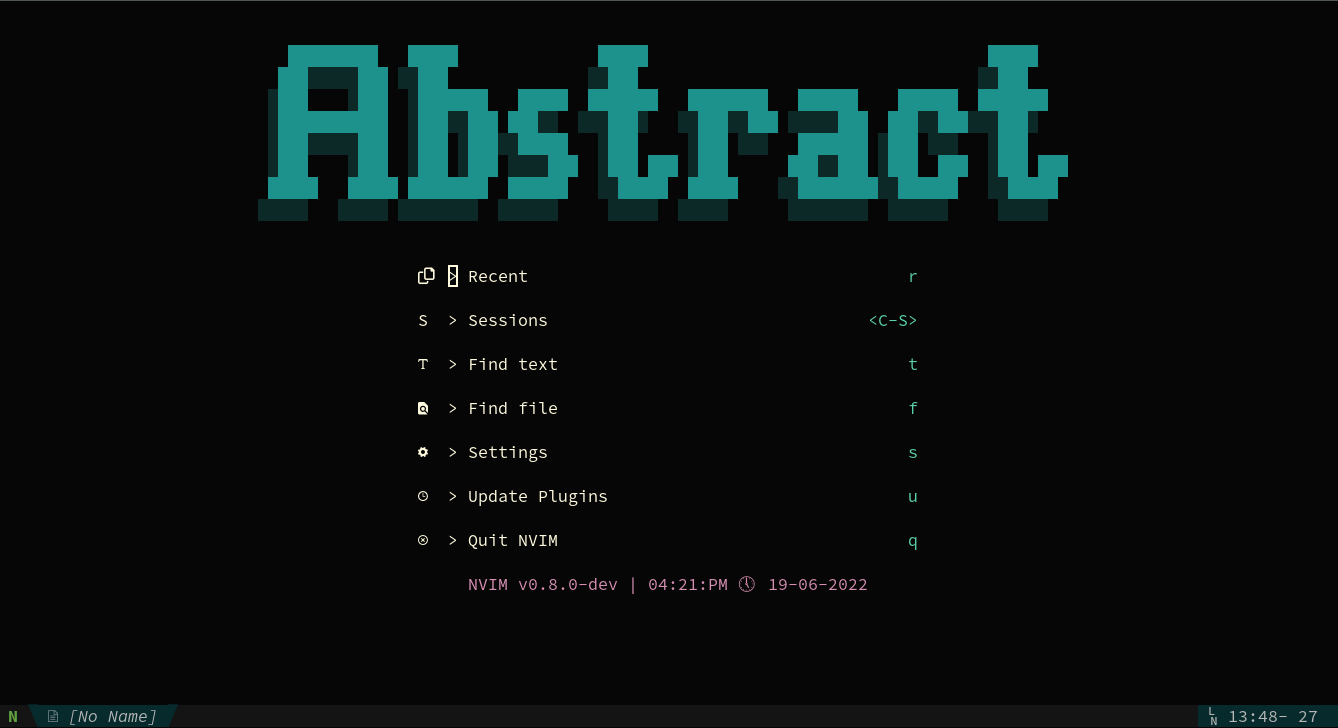 Abstract
> Recent r
S > Sessions <C-S>
T > Find text t
> Find file f
> Settings s
> Update Plugins u
> Quit NVIM q
NVIM v0.8.0-dev | 04:21:PM 19-06-2022
N [No Name] LN 13:48- 27